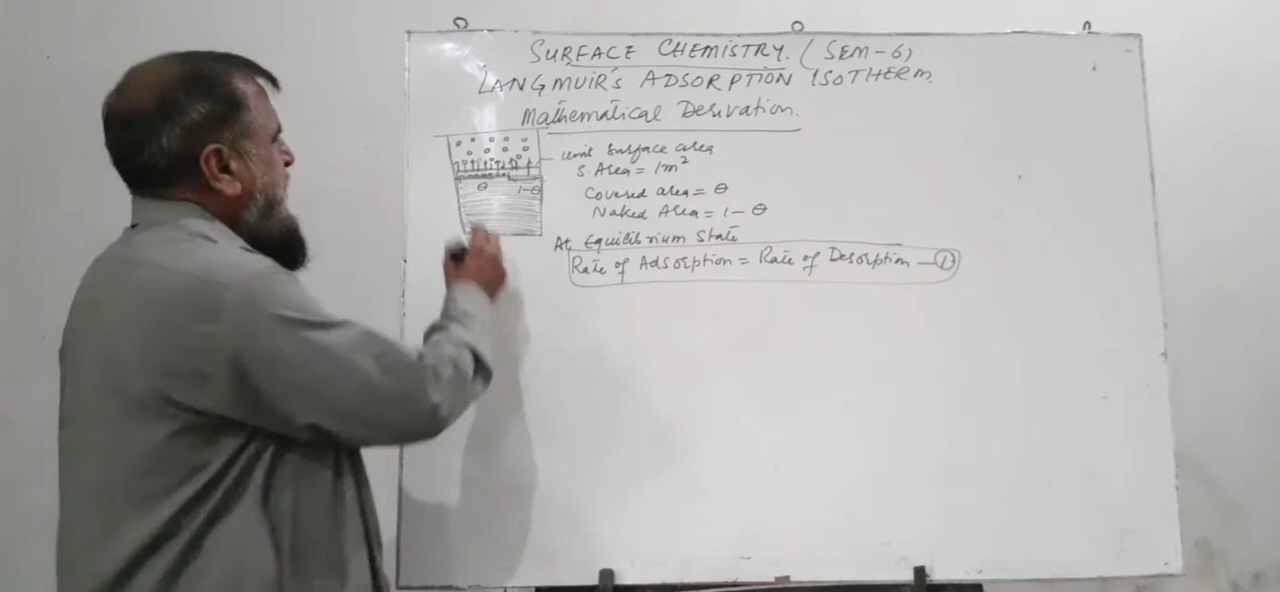 SURFACE CHEMISTRY. (SEM-6)
LANGMUIR'S ADSORPTION ISOTHERM.
Mathematical Derivation.
unit surface area
S. Area = 1m²
Covered area = θ
Naked Area = 1 - θ
θ 1-θ
At Equilibrium State
Rate of Adsorption = Rate of Desorption —①